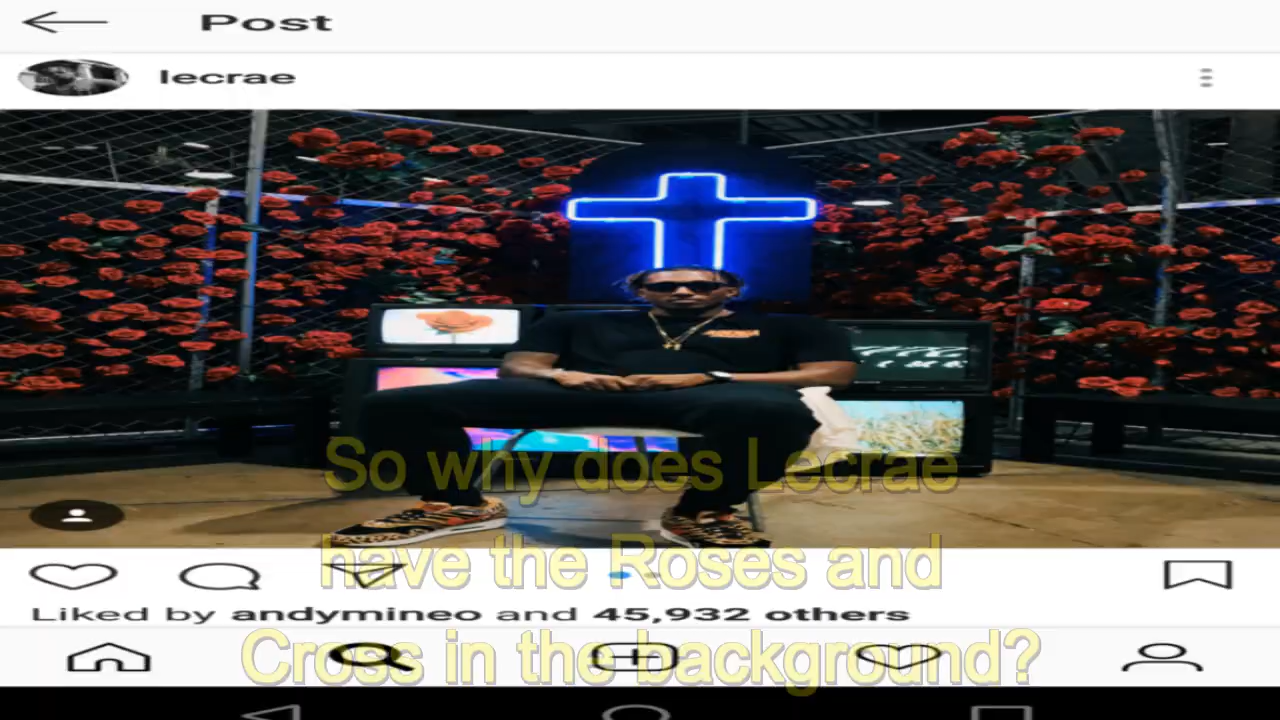 Post
lecrae
So why does Lecrae
have the Roses and
Liked by andymineo and 45,932 others
Cross in the background?